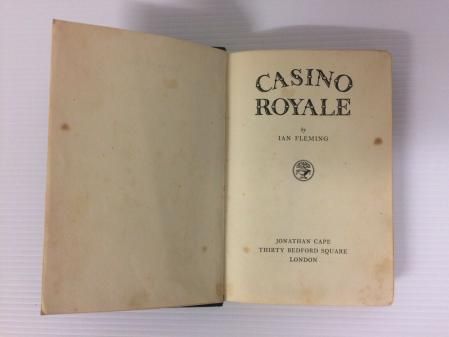 CASINO
ROYALE
by
IAN FLEMING
JONATHAN CAPE
THIRTY BEDFORD SQUARE
LONDON